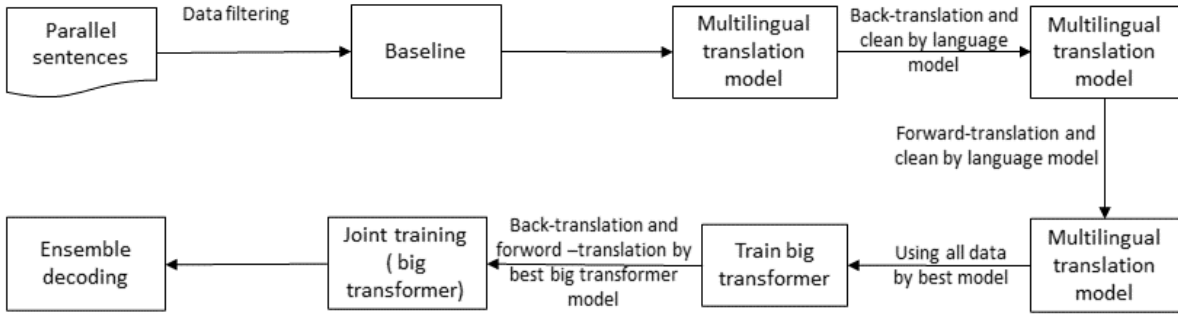 Parallel
sentences
Data filtering
Baseline
Multilingual
translation
model
Back-translation and
clean by language
model
Multilingual
translation
model
Forward-translation and
clean by language model
Multilingual
translation
model
Using all data
by best model
Train big
transformer
Back-translation and
forword –translation by
best big transformer
model
Joint training
( big
transformer)
Ensemble
decoding